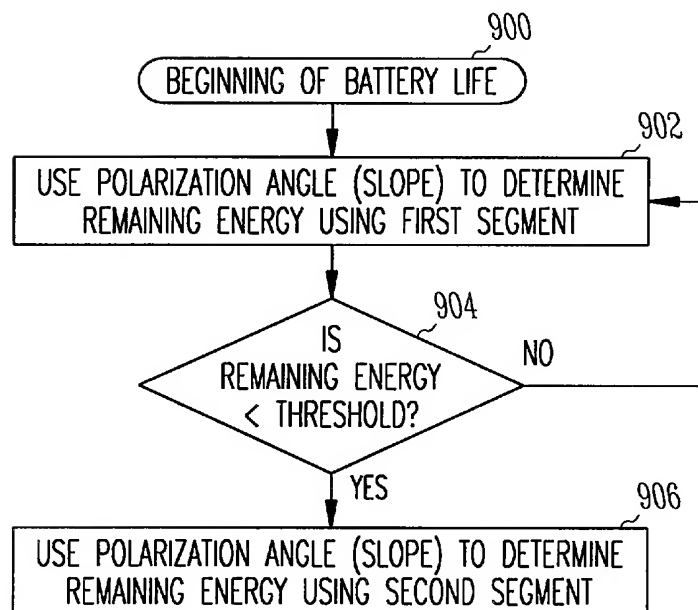 900
BEGINNING OF BATTERY LIFE
902
USE POLARIZATION ANGLE (SLOPE) TO DETERMINE
REMAINING ENERGY USING FIRST SEGMENT
904
IS
REMAINING ENERGY
< THRESHOLD?
NO
YES
906
USE POLARIZATION ANGLE (SLOPE) TO DETERMINE
REMAINING ENERGY USING SECOND SEGMENT